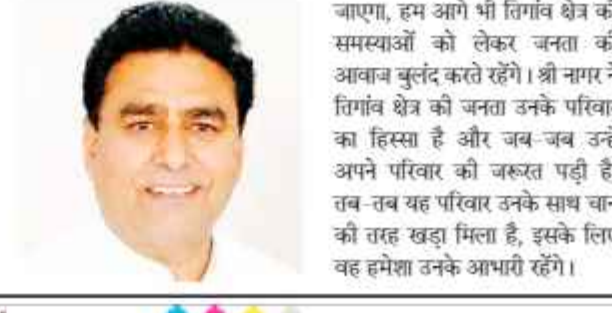 जाएगा, हम आगे भी तिगांव क्षेत्र की
समस्याओं को लेकर जनता की
आवाज बुलंद करते रहेंगे। श्री नागर ने
तिगांव क्षेत्र की जनता उनके परिवार
का हिस्सा है और जब-जब उन्हें
अपने परिवार की जरूरत पड़ी है,
तब-तब यह परिवार उनके साथ
की तरह खड़ा मिला है, इसके लिए
वह हमेशा उनके आभारी रहेंगे।